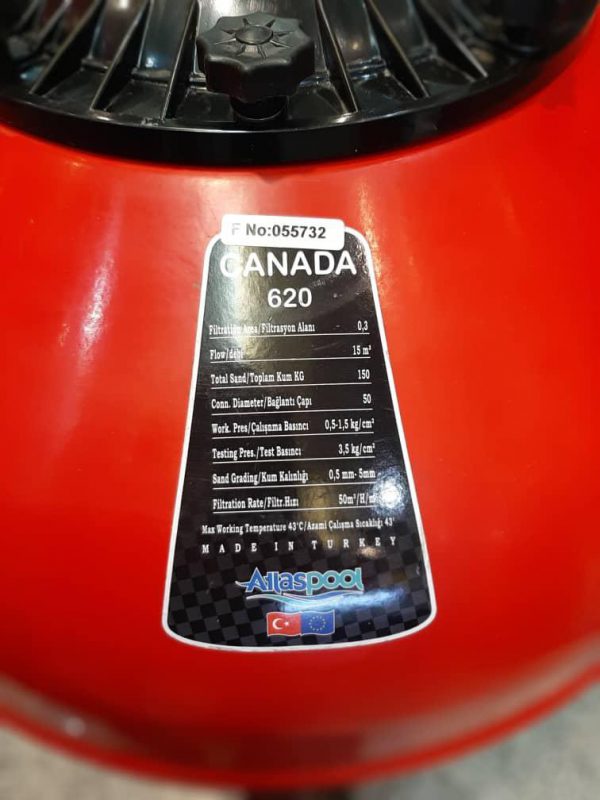 F No:055732
CANADA
620
Filtration Area/Filtrasyon Alanı 0,3
Flow/debi 15 m³
Total Sand/Toplam Kum KG 150
Conn. Diameter/Bağlantı Çapı 50
Work. Pres/Çalışnma Basıncı 0,5-1,5 kg/cm²
Testing Pres./Test Basıncı 3,5 kg/cm²
Sand Grading/Kum Kalınlığı 0,5 mm- 5mm
Filtration Rate/Filtr.Hızı 50m³/H/m²
Max Working Temperature 43°C/Azami Çalışma Sıcaklığı 43°
MADE IN TURKEY
Atlaspool